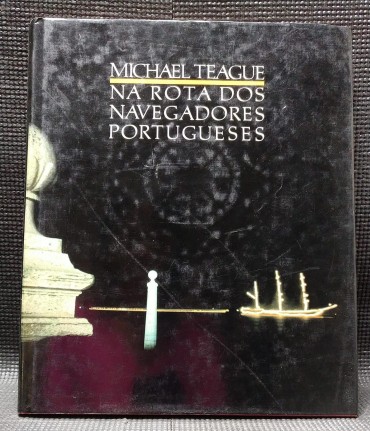 MICHAEL TEAGUE
NA ROTA DOS
NAVEGADORES
PORTUGUESES